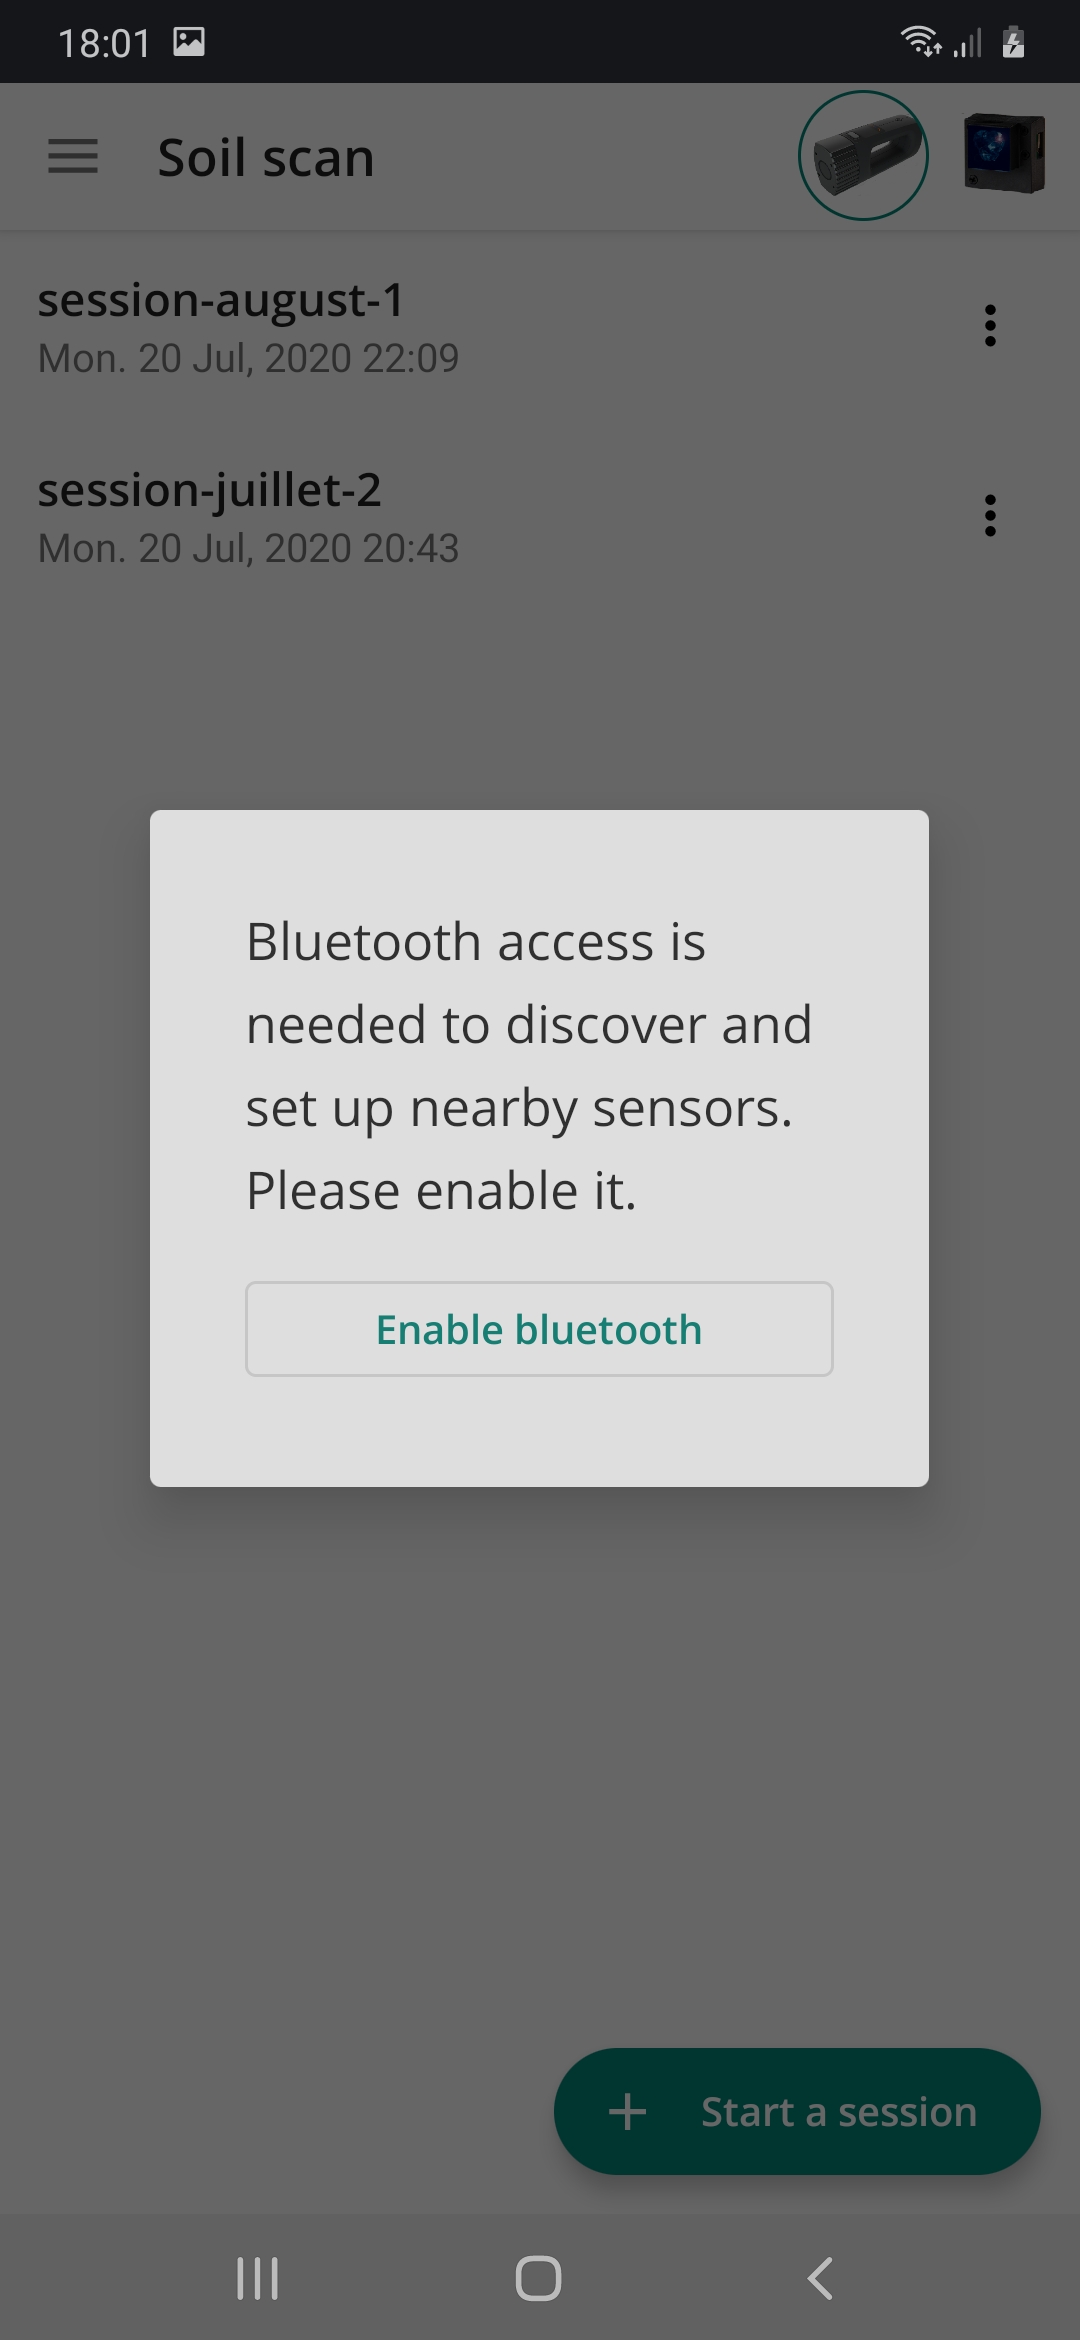 18:01
Soil scan
session-august-1
Mon. 20 Jul, 2020 22:09
session-juillet-2
Mon. 20 Jul, 2020 20:43
Bluetooth access is
needed to discover and
set up nearby sensors.
Please enable it.
Enable bluetooth
+ Start a session